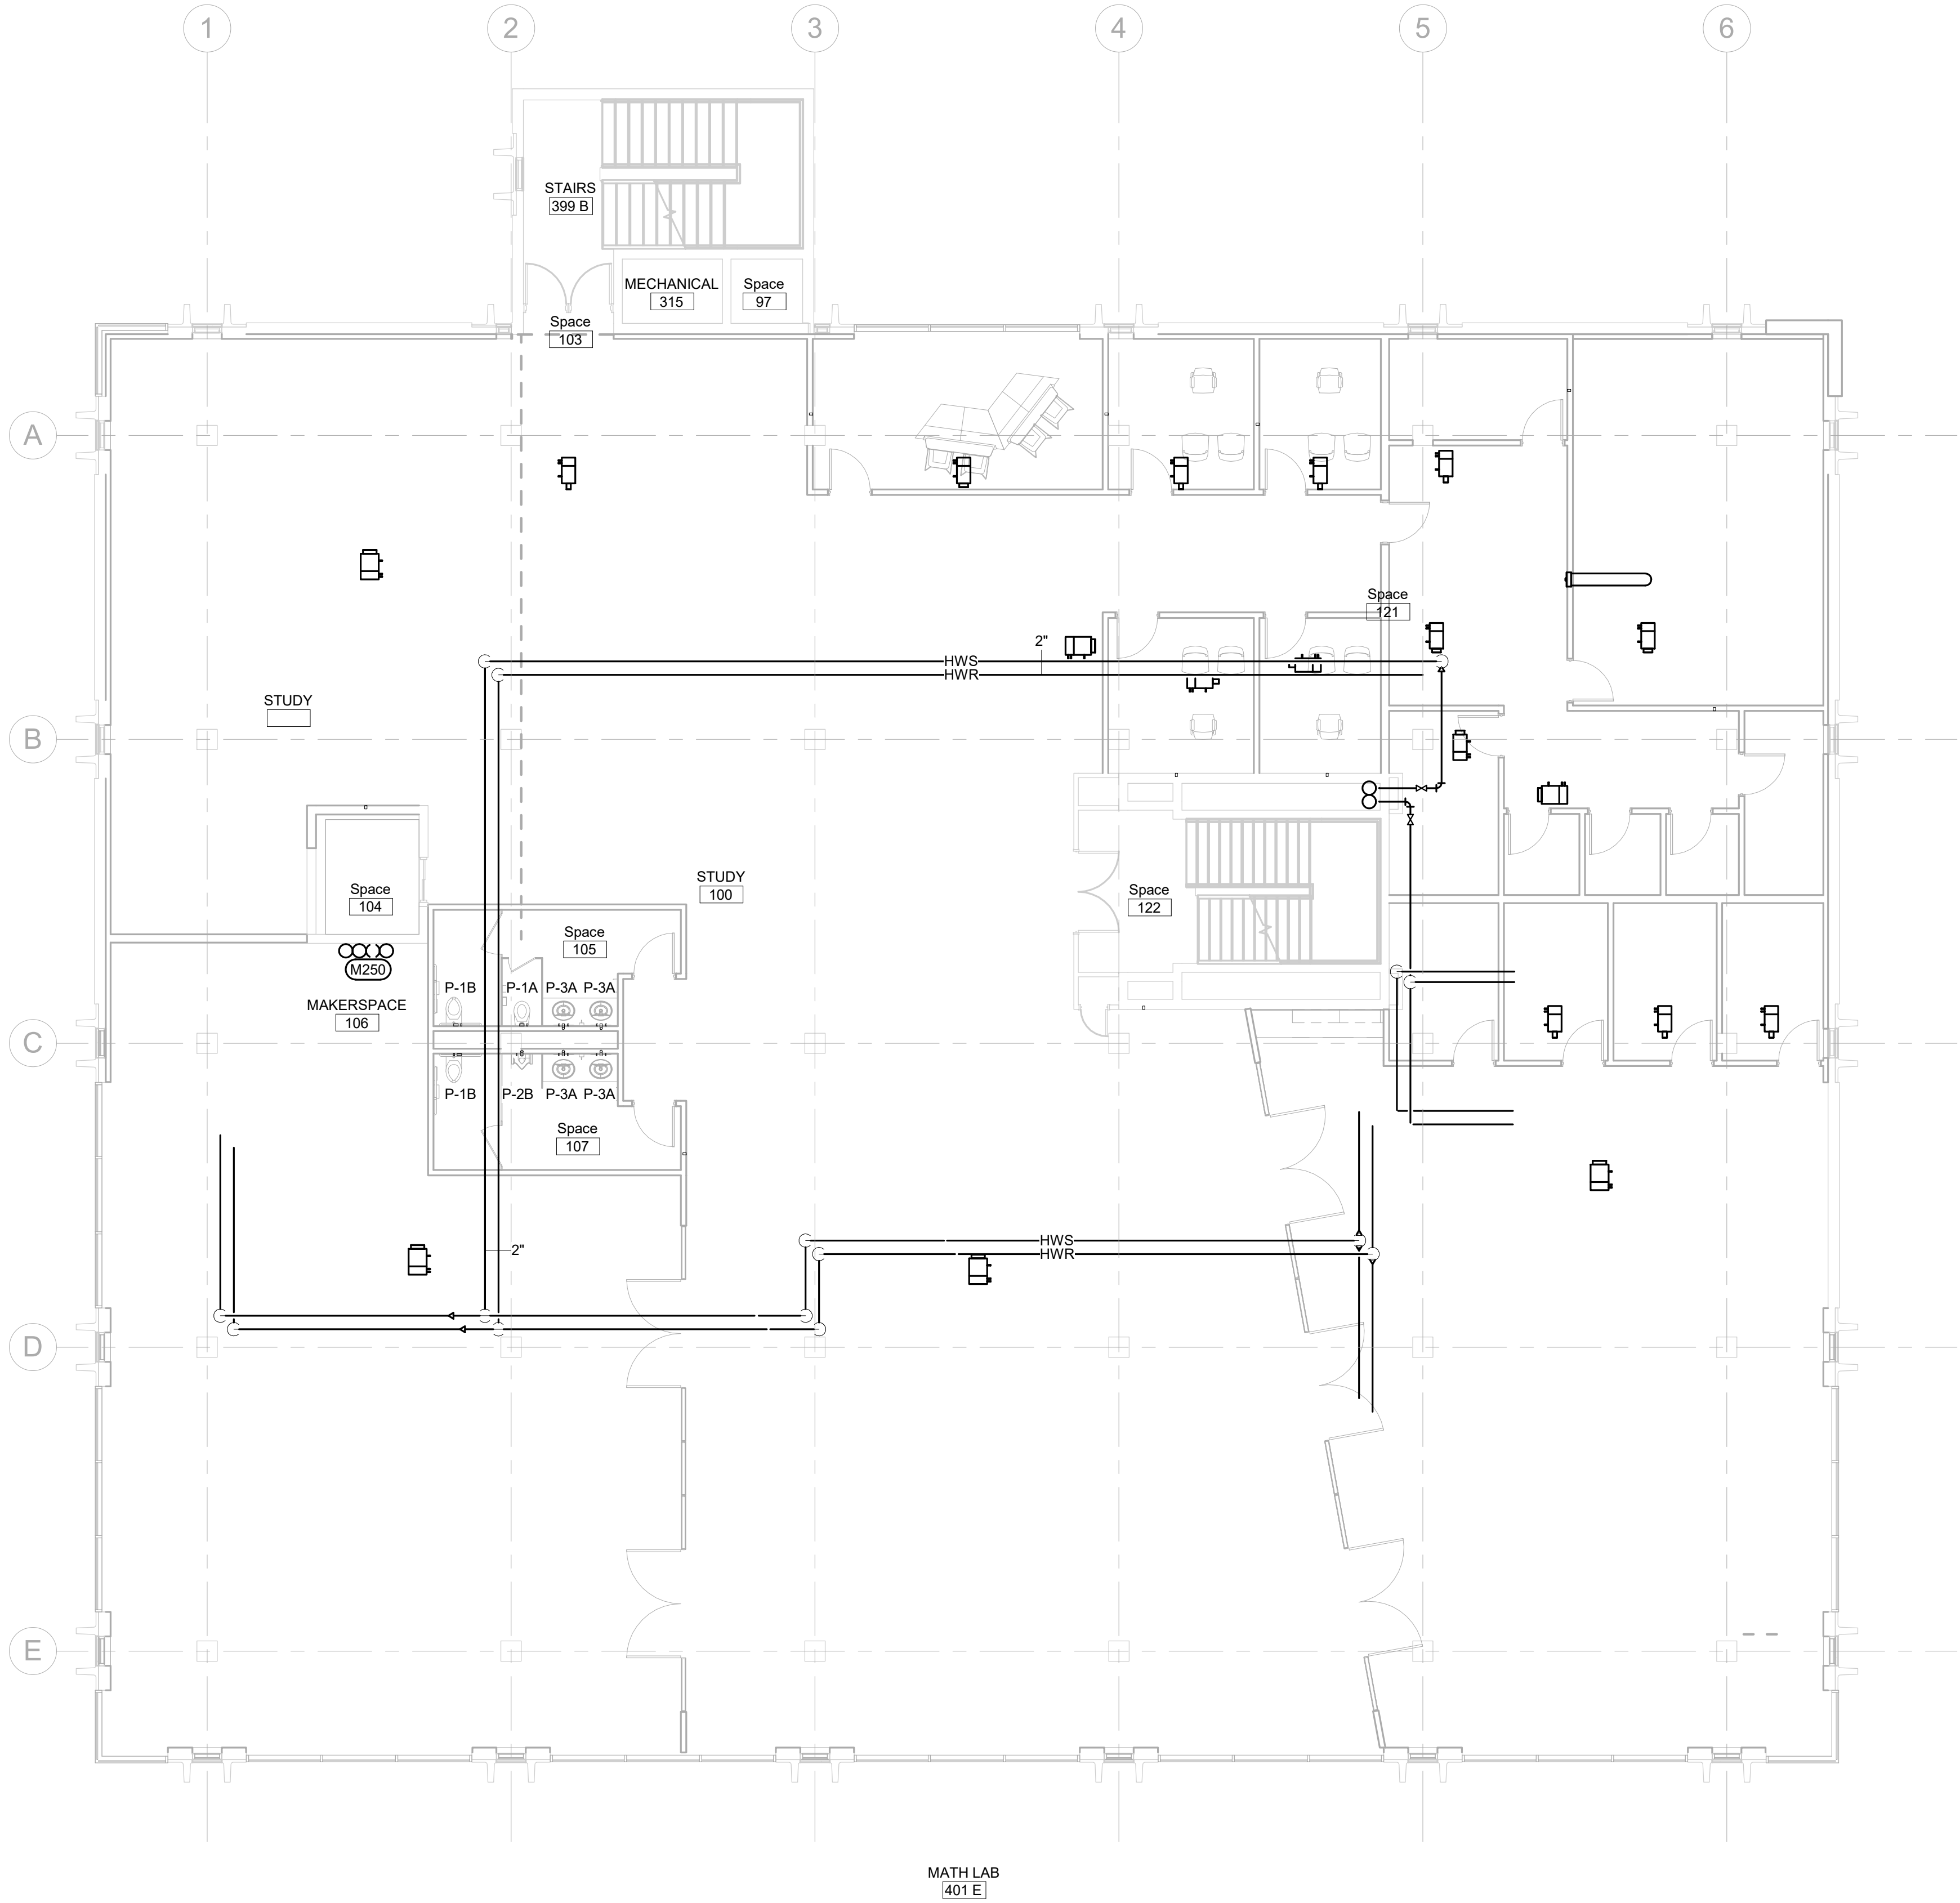 1
2
3
4
5
6
STAIRS
399 B
MECHANICAL
315
Space
97
Space
103
A
Space
121
2"
HWS
HWR
STUDY
B
STUDY
100
Space
104
Space
122
Space
105
M250
P-1B
P-1A
P-3A
P-3A
MAKERSPACE
106
C
P-1B
P-2B
P-3A
P-3A
Space
107
HWS
2"
HWR
D
E
MATH LAB
401 E